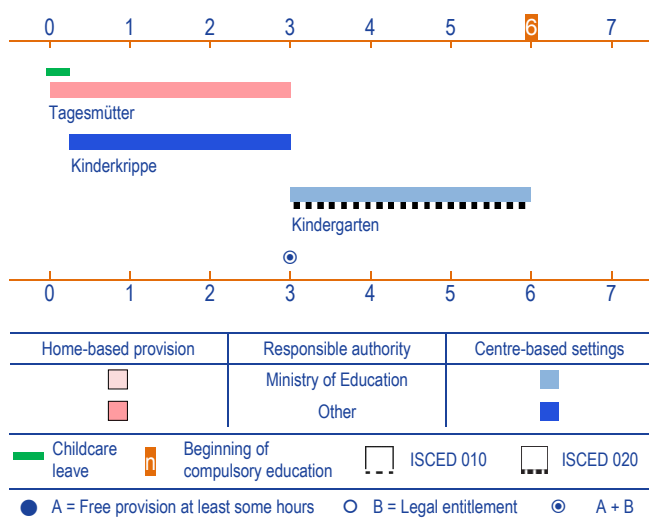 0 1 2 3 4 5 6 7
Tagesmütter
Kinderkrippe
Kindergarten
0 1 2 3 4 5 6 7
Home-based provision Responsible authority Centre-based settings
Ministry of Education
Other
Childcare leave
n Beginning of compulsory education
ISCED 010
ISCED 020
A = Free provision at least some hours B = Legal entitlement A + B